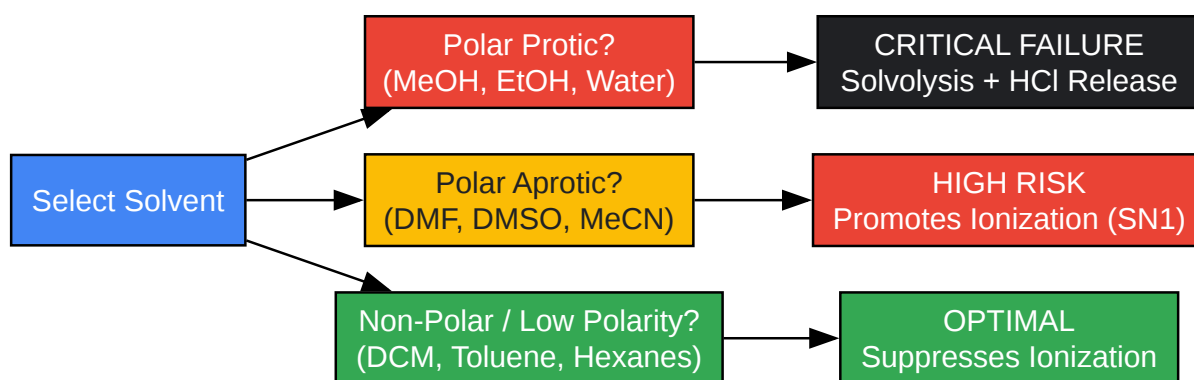 Select Solvent
Polar Protic?
(MeOH, EtOH, Water)
CRITICAL FAILURE
Solvolysis + HCl Release
Polar Aprotic?
(DMF, DMSO, MeCN)
HIGH RISK
Promotes Ionization (SN1)
Non-Polar / Low Polarity?
(DCM, Toluene, Hexanes)
OPTIMAL
Suppresses Ionization